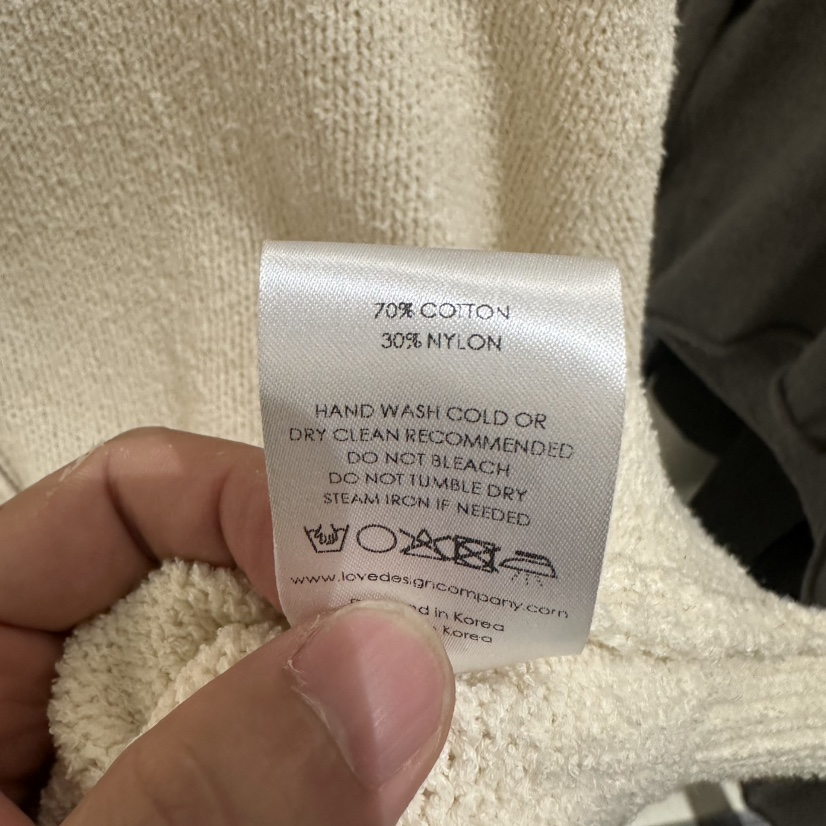 70% COTTON
30% NYLON
HAND WASH COLD OR
DRY CLEAN RECOMMENDED
DO NOT BLEACH
DO NOT TUMBLE DRY
STEAM IRON IF NEEDED
www.lovedesigncompany.com
in Korea
Korea